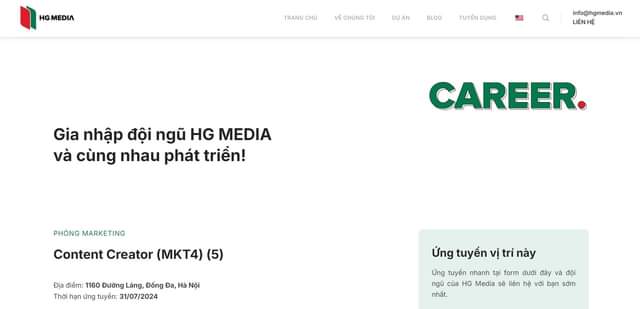 HG MEDIA
TRANG CHỦ
VỀ CHÚNG TÔI
DỰ ÁN
BLOG
TUYỂN DỤNG
info@hgmedia.vn
LIÊN HỆ
CAREER.
Gia nhập đội ngũ HG MEDIA
và cùng nhau phát triển!
PHÒNG MARKETING
Content Creator (MKT4) (5)
Địa điểm: 1160 Đường Láng, Đống Đa, Hà Nội
Thời hạn ứng tuyển: 31/07/2024
Ứng tuyển vị trí này
Ứng tuyển nhanh tại form dưới đây và đội
ngũ của HG Media sẽ liên hệ với bạn sớm
nhất.